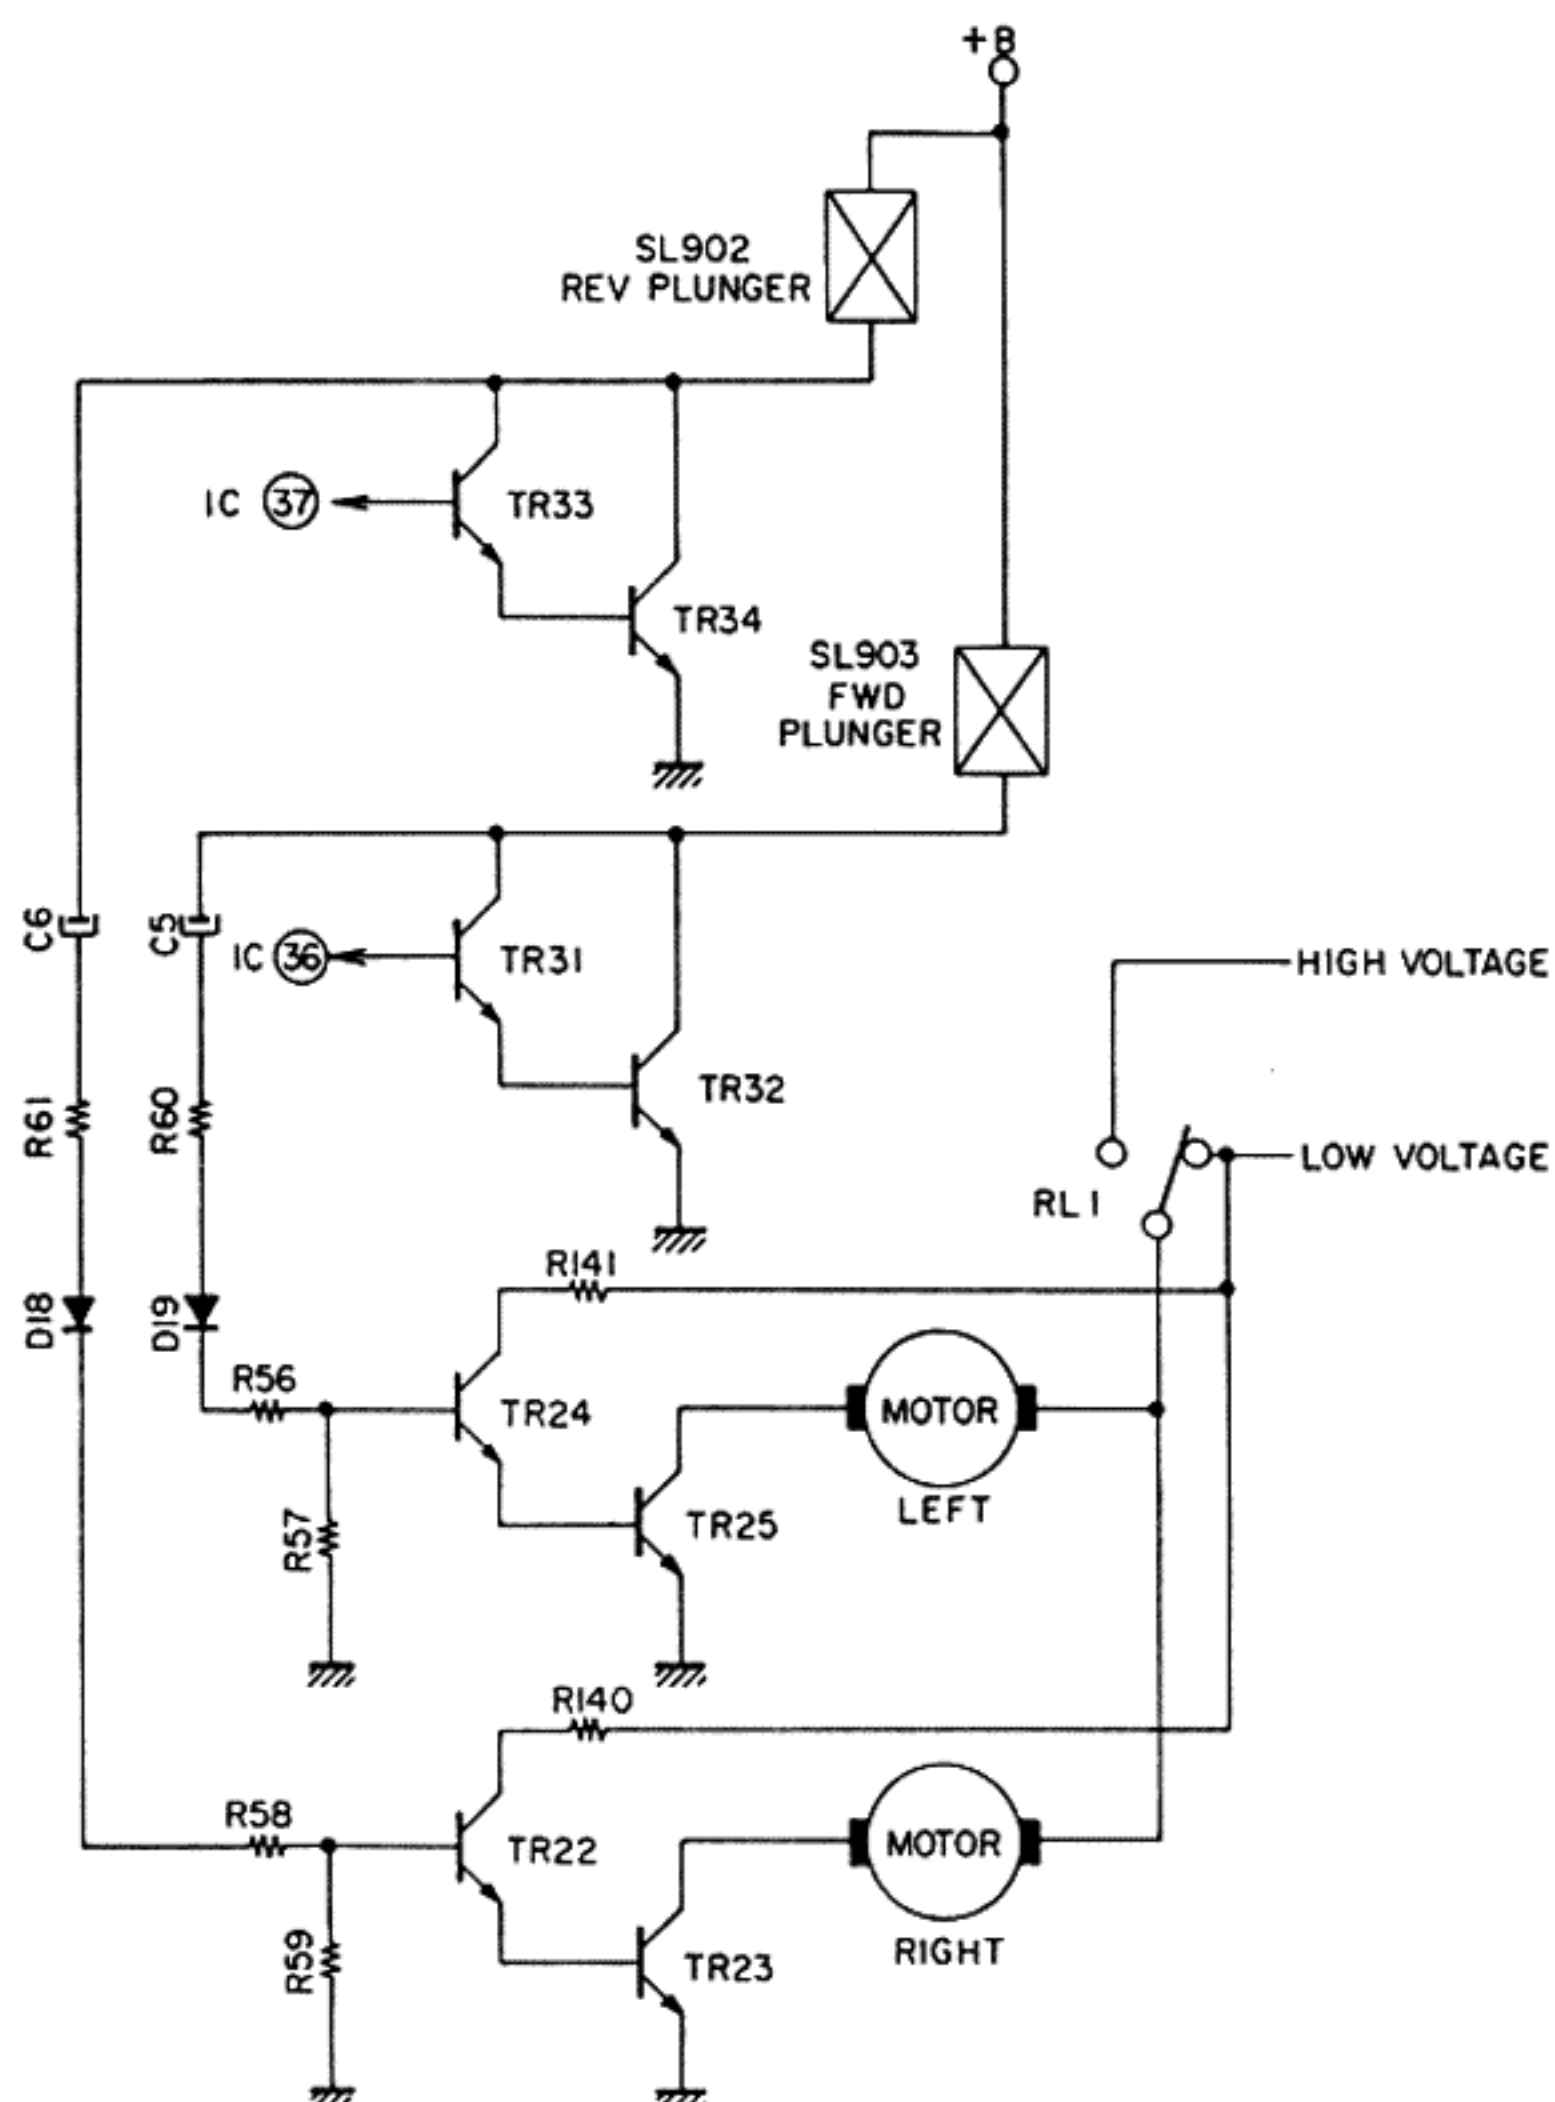 +B
SL902
REV PLUNGER
IC 37
TR33
TR34
SL903
FWD
PLUNGER
C6
C5
IC 36
TR31
HIGH VOLTAGE
R61
R60
TR32
LOW VOLTAGE
RL1
R141
D18
D19
R56
TR24
MOTOR
LEFT
R57
TR25
R140
R58
TR22
MOTOR
RIGHT
R59
TR23